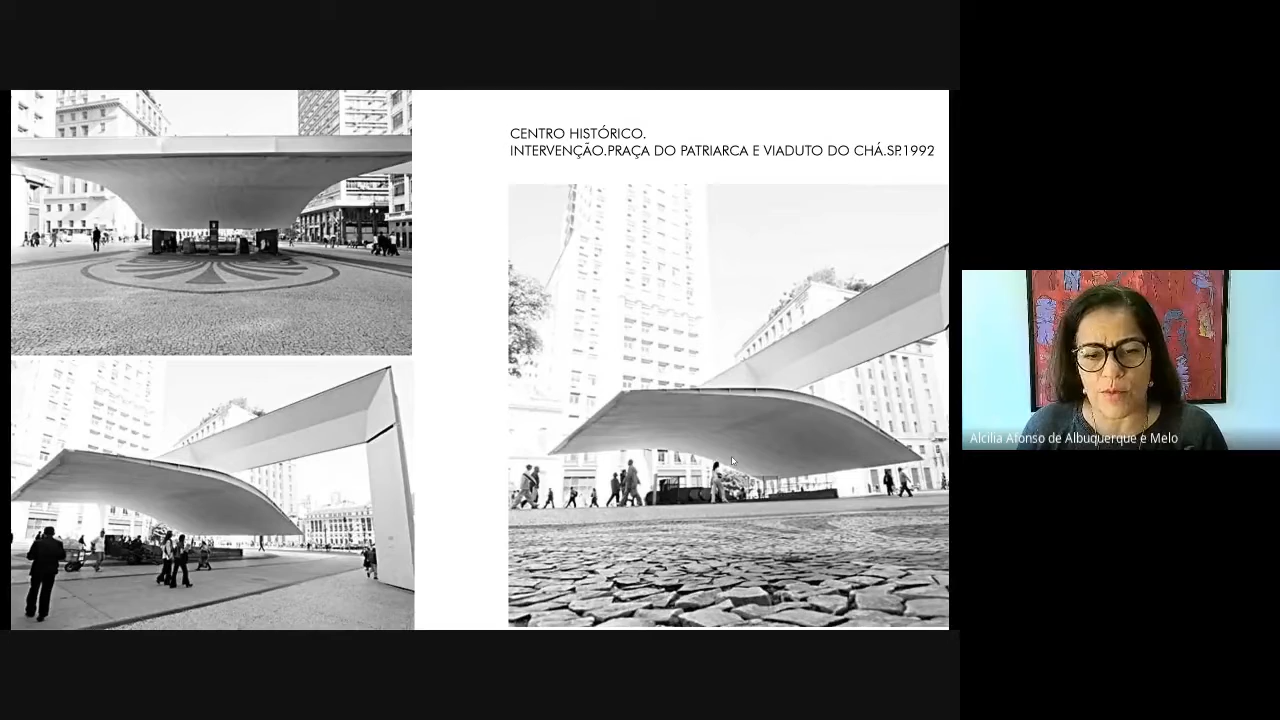 CENTRO HISTÓRICO.
INTERVENÇÃO.PRAÇA DO PATRIARCA E VIADUTO DO CHÁ.SP.1992
Alcilia Afonso de Albuquerque e Melo